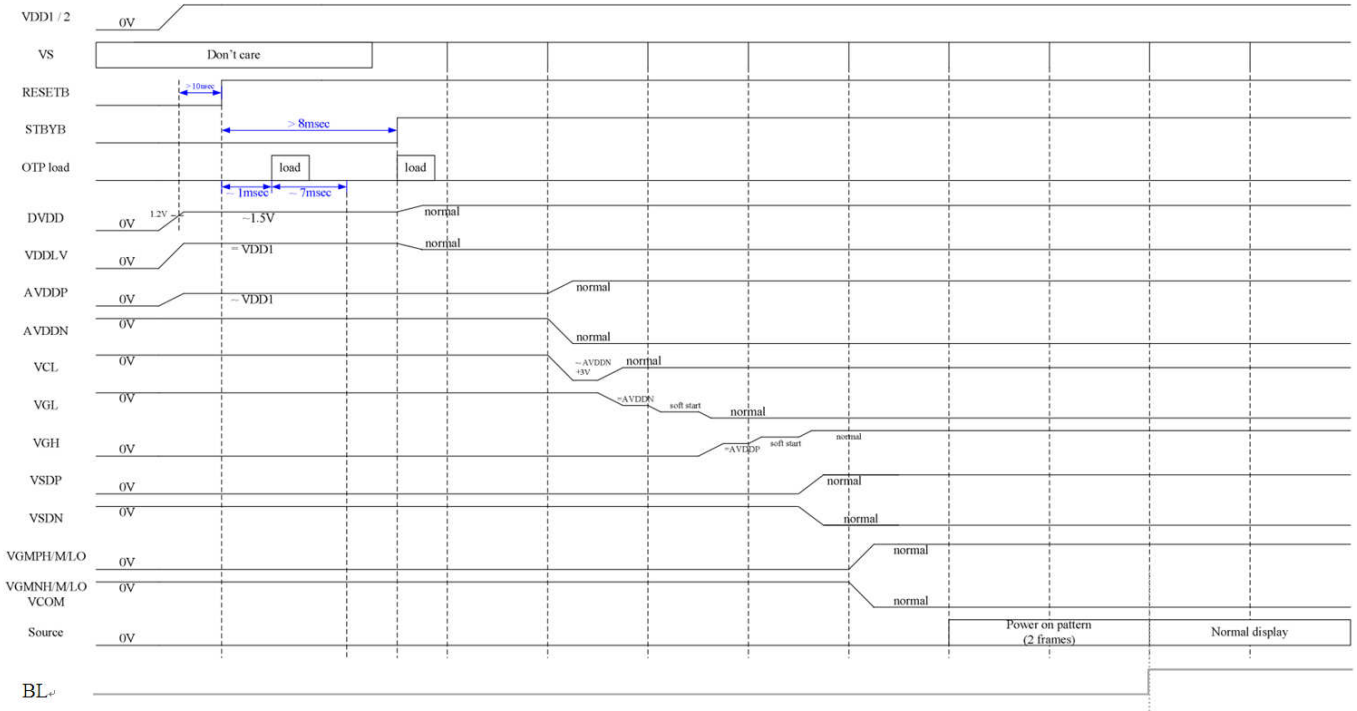 VDD1 / 2 0V
VS Don't care
RESETB >10usec
STBYB > 8msec
OTP load load load
~ 1msec ~ 7msec
DVDD 0V 1.2V ~1.5V normal
VDDLV 0V = VDD1 normal
AVDDP 0V ~ VDD1 normal
AVDDN 0V normal
VCL 0V ~AVDDN normal
+3V
VGL 0V =AVDDN soft start normal
VGH 0V =AVDDP soft start normal
VSDP 0V normal
VSDN 0V normal
VGMPH/M/LO 0V normal
VGMNH/M/LO 0V
VCOM normal
Source 0V Power on pattern
(2 frames) Normal display
BL